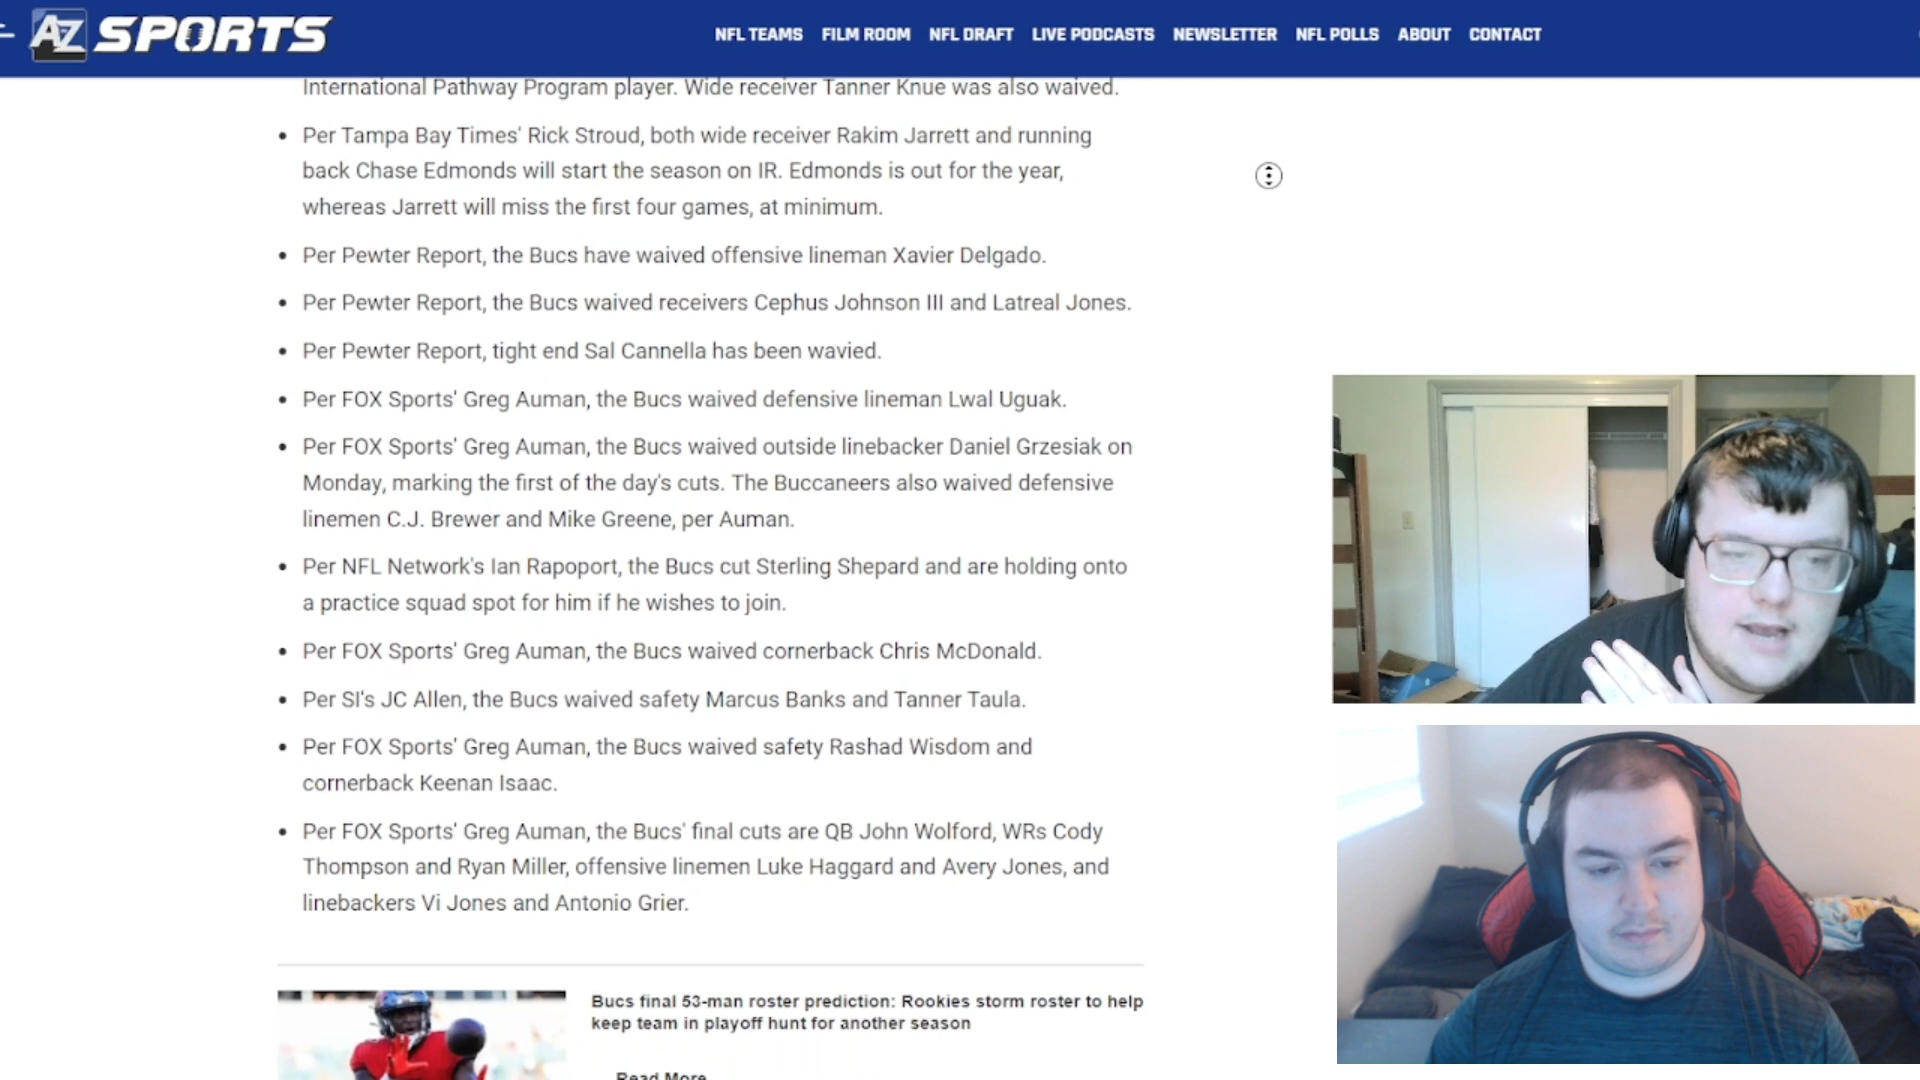 AZ SPORTS
NFL TEAMS FILM ROOM NFL DRAFT LIVE PODCASTS NEWSLETTER NFL POLLS ABOUT CONTACT
International Pathway Program player. Wide receiver Tanner Knue was also waived.
• Per Tampa Bay Times' Rick Stroud, both wide receiver Rakim Jarrett and running
back Chase Edmonds will start the season on IR. Edmonds is out for the year,
whereas Jarrett will miss the first four games, at minimum.
• Per Pewter Report, the Bucs have waived offensive lineman Xavier Delgado.
• Per Pewter Report, the Bucs waived receivers Cephus Johnson III and Latreal Jones.
• Per Pewter Report, tight end Sal Cannella has been wavied.
• Per FOX Sports' Greg Auman, the Bucs waived defensive lineman Lwal Uguak.
• Per FOX Sports' Greg Auman, the Bucs waived outside linebacker Daniel Grzesiak on
Monday, marking the first of the day's cuts. The Buccaneers also waived defensive
linemen C.J. Brewer and Mike Greene, per Auman.
• Per NFL Network's Ian Rapoport, the Bucs cut Sterling Shepard and are holding onto
a practice squad spot for him if he wishes to join.
• Per FOX Sports' Greg Auman, the Bucs waived cornerback Chris McDonald.
• Per SI's JC Allen, the Bucs waived safety Marcus Banks and Tanner Taula.
• Per FOX Sports' Greg Auman, the Bucs waived safety Rashad Wisdom and
cornerback Keenan Isaac.
• Per FOX Sports' Greg Auman, the Bucs' final cuts are QB John Wolford, WRs Cody
Thompson and Ryan Miller, offensive linemen Luke Haggard and Avery Jones, and
linebackers Vi Jones and Antonio Grier.
Bucs final 53-man roster prediction: Rookies storm roster to help
keep team in playoff hunt for another season
Read More